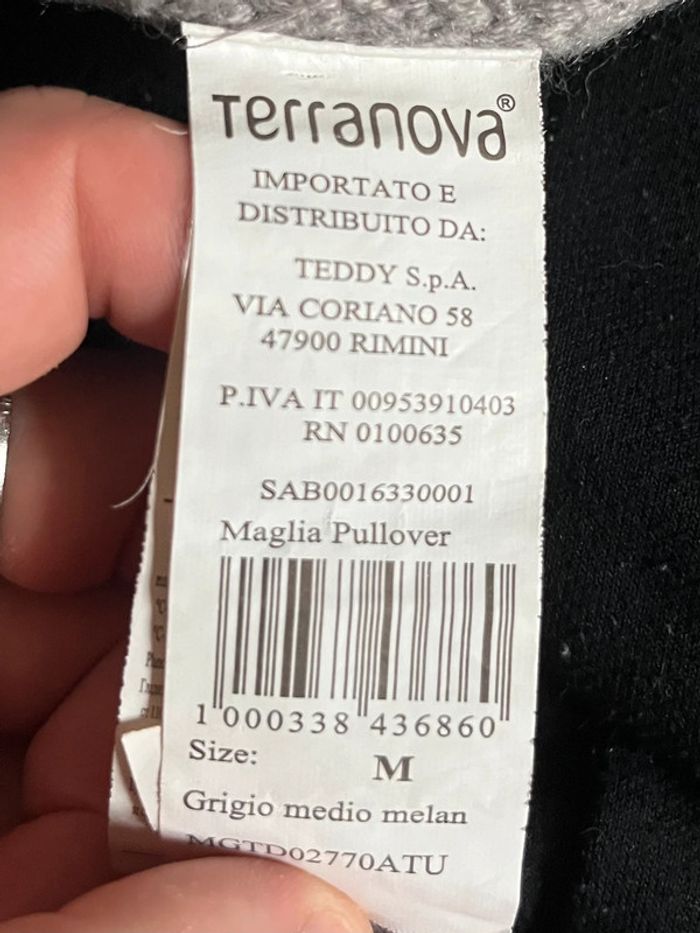 Terranova®
IMPORTATO E
DISTRIBUITO DA:
TEDDY S.p.A.
VIA CORIANO 58
47900 RIMINI
P.IVA IT 00953910403
RN 0100635
SAB0016330001
Maglia Pullover
1 000338 436860
Size: M
Grigio medio melan
MGTD02770ATU